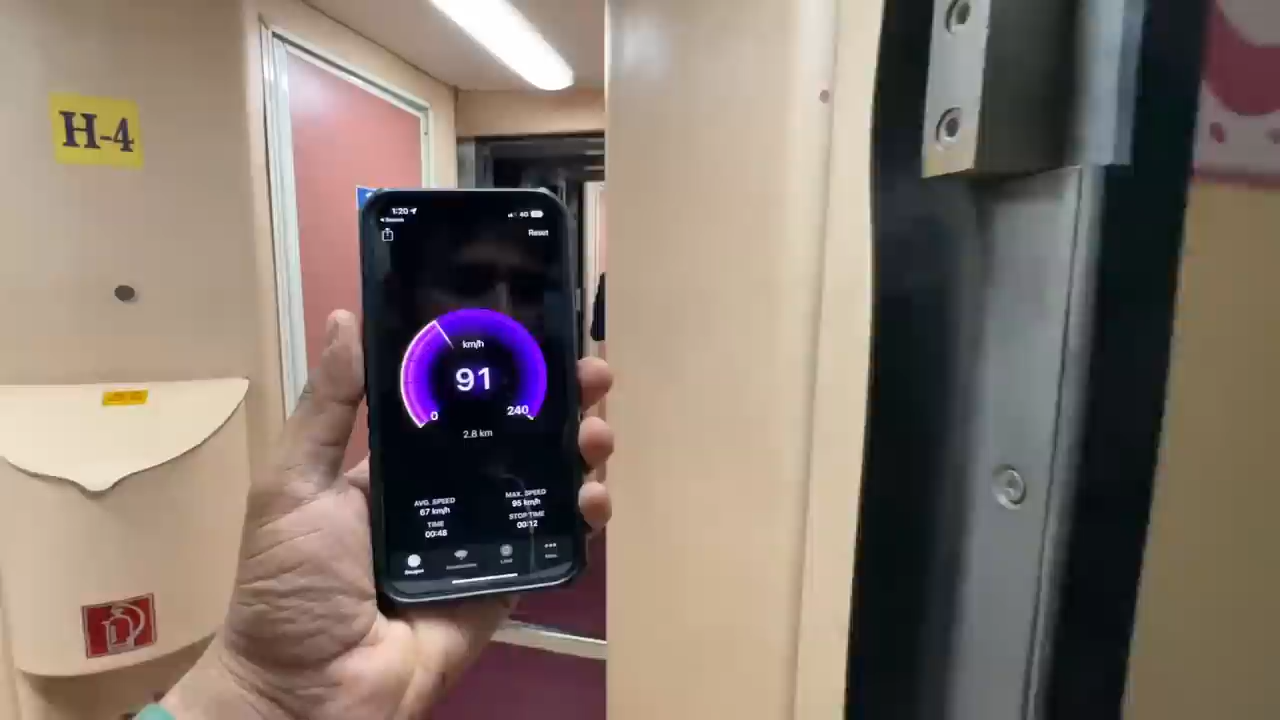 H-4
1:20
4G
Reset
km/h
91
0
240
2.8 km
AVG. SPEED
MAX. SPEED
67 km/h
95 km/h
TIME
STOP TIME
00:48
00:12